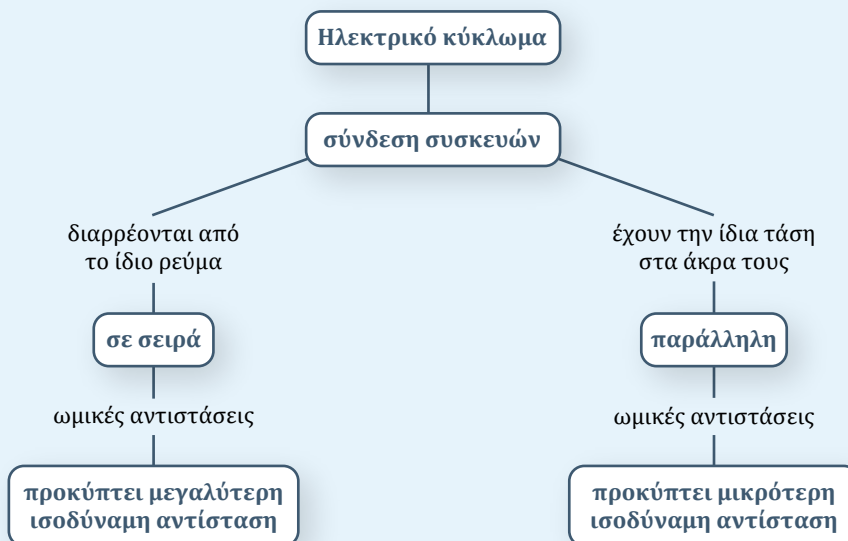 Ηλεκτρικό κύκλωμα
σύνδεση συσκευών
διαρρέονται από
το ίδιο ρεύμα
έχουν την ίδια τάση
στα άκρα τους
σε σειρά
παράλληλη
ωμικές αντιστάσεις
ωμικές αντιστάσεις
προκύπτει μεγαλύτερη
ισοδύναμη αντίσταση
προκύπτει μικρότερη
ισοδύναμη αντίσταση